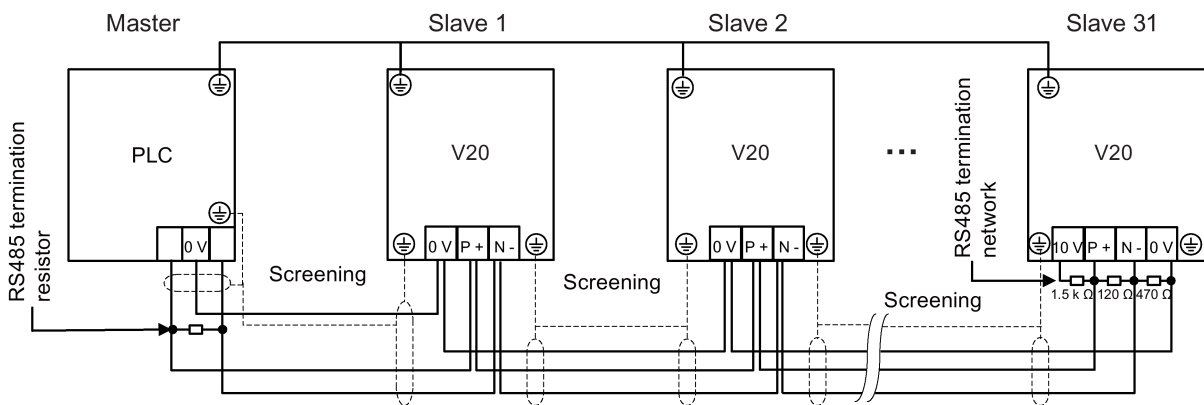 Master
Slave 1
Slave 2
Slave 31
PLC
V20
V20
...
V20
RS485 termination
resistor
RS485 termination
network
0 V
0 V
P +
N -
0 V
P +
N -
10 V
P +
N -
0 V
Screening
Screening
Screening
1.5 k Ω
120 Ω
470 Ω